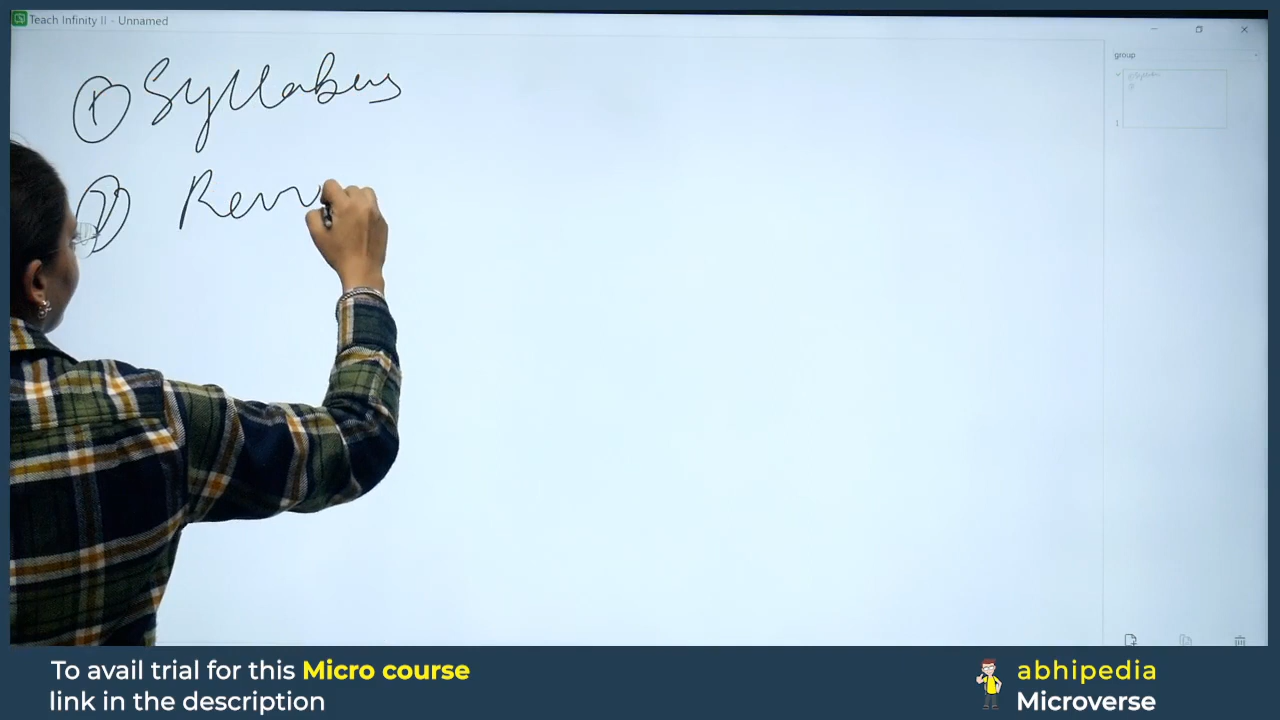 Teach Infinity II - Unnamed
group
① Syllabus
②
To avail trial for this Micro course
link in the description
abhipedia
Microverse